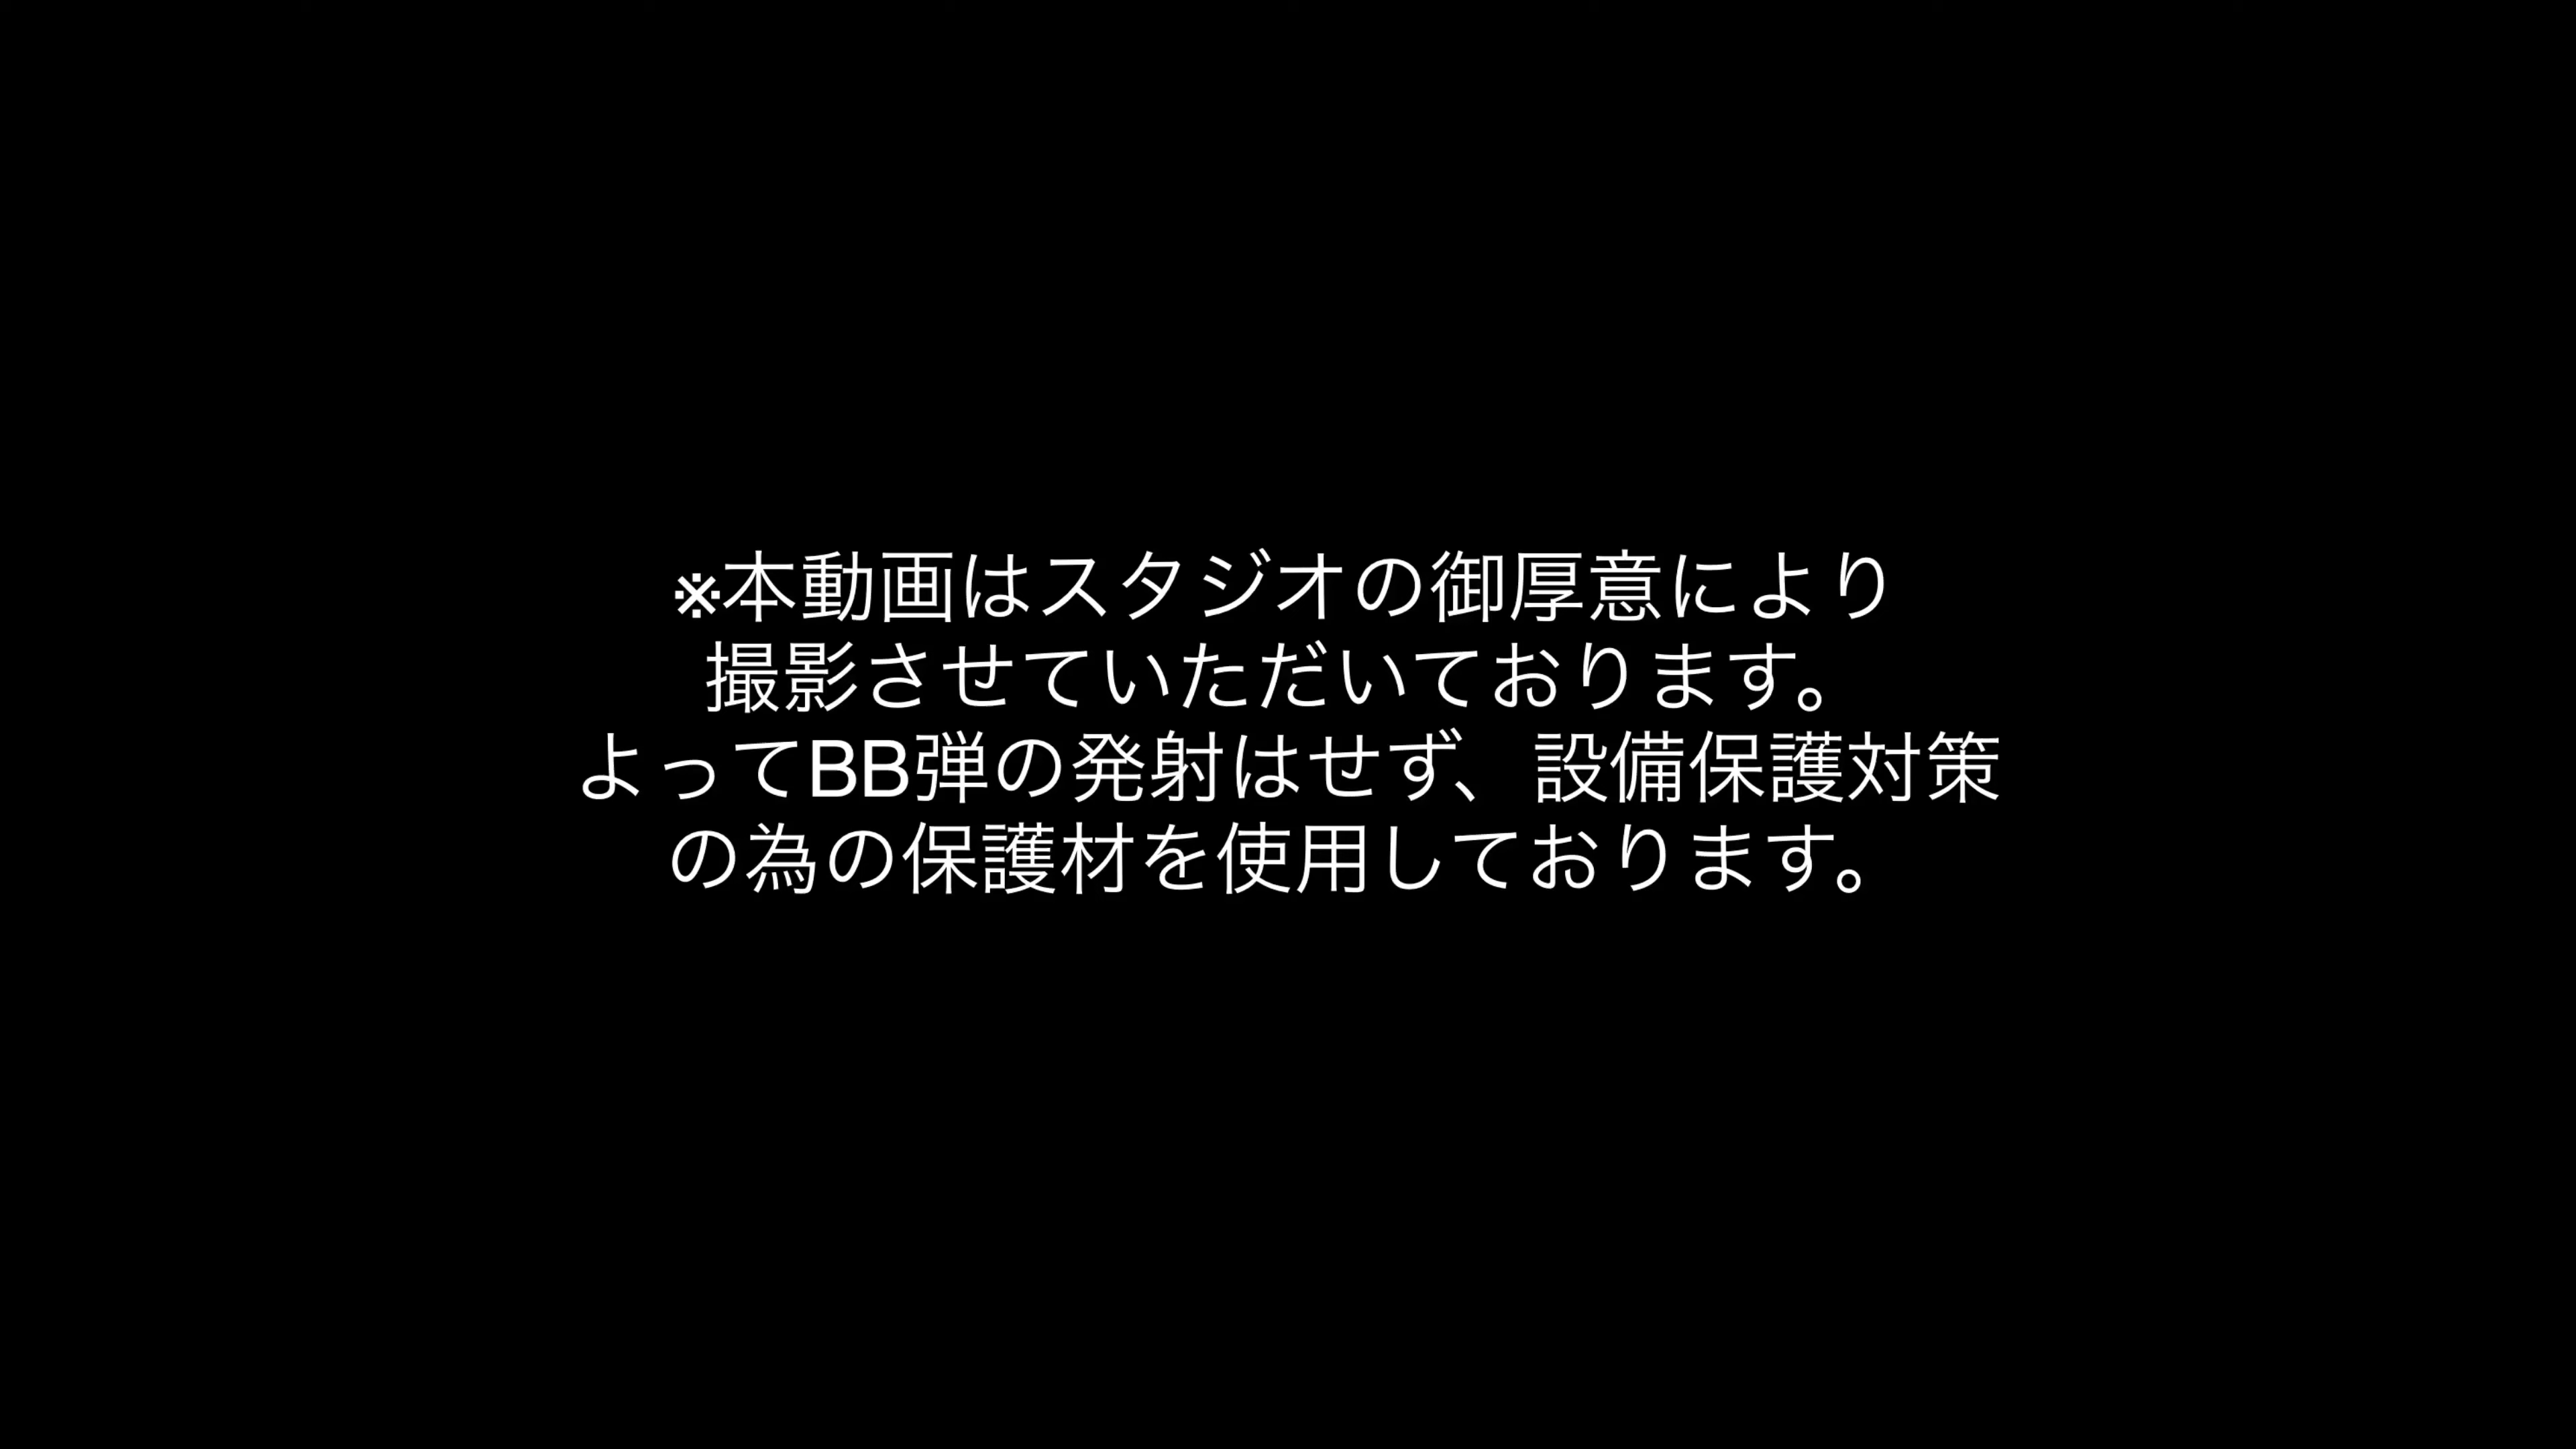 ※本動画はスタジオの御厚意により
撮影させていただいております。
よってBB弾の発射はせず、設備保護対策
の為の保護材を使用しております。